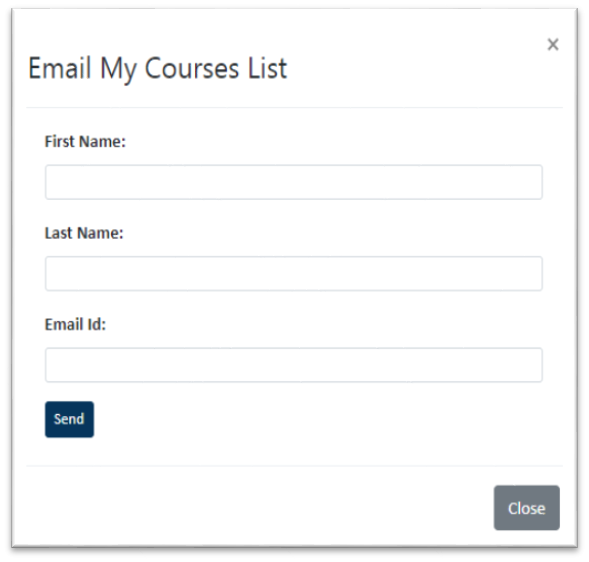 ×
Email My Courses List
First Name:
Last Name:
Email Id:
Send
Close